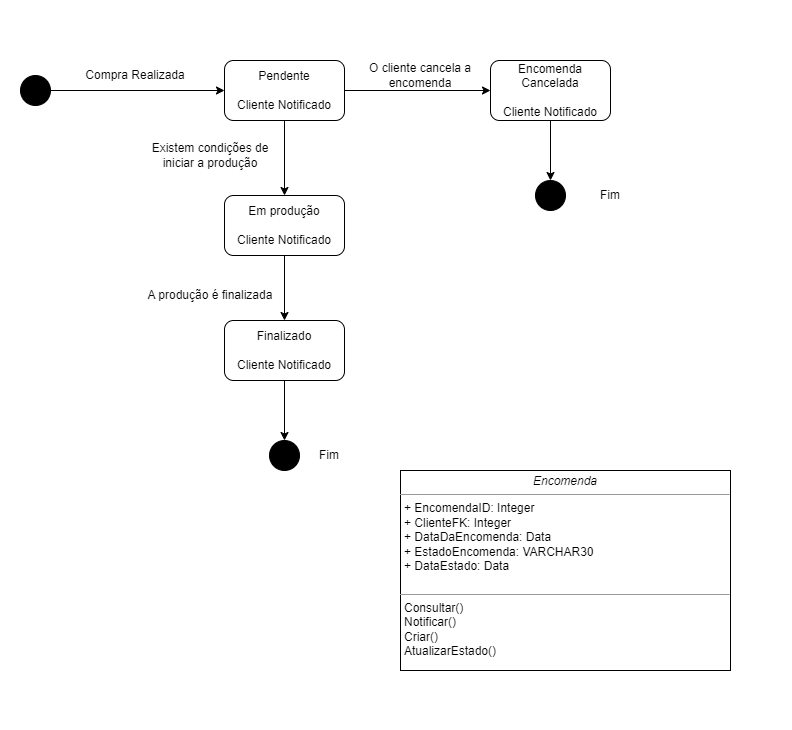 Compra Realizada
Pendente
Cliente Notificado
O cliente cancela a
encomenda
Encomenda
Cancelada
Cliente Notificado
Existem condições de
iniciar a produção
Fim
Em produção
Cliente Notificado
A produção é finalizada
Finalizado
Cliente Notificado
Fim
Encomenda
+ EncomendaID: Integer
+ ClienteFK: Integer
+ DataDaEncomenda: Data
+ EstadoEncomenda: VARCHAR30
+ DataEstado: Data
Consultar()
Notificar()
Criar()
AtualizarEstado()